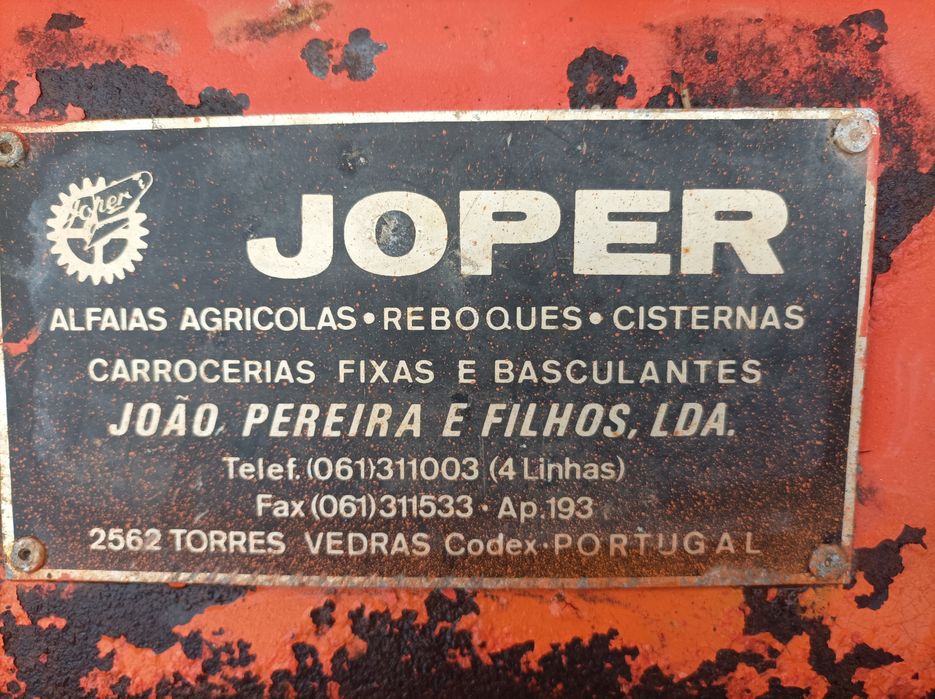 Joper
JOPER
ALFAIAS AGRICOLAS • REBOQUES • CISTERNAS
CARROCERIAS FIXAS E BASCULANTES
JOÃO PEREIRA E FILHOS, LDA.
Telef. (061)311003 (4 Linhas)
Fax (061)311533 • Ap.193
2562 TORRES VEDRAS Codex • PORTUGAL